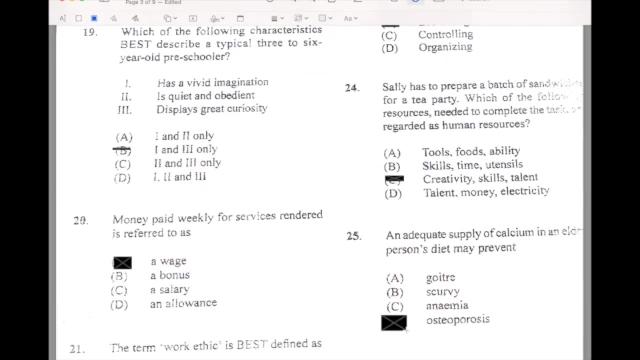 Page 3 of 9
19. Which of the following characteristics
BEST describe a typical three to six-
year-old pre-schooler?
I. Has a vivid imagination
II. Is quiet and obedient
III. Displays great curiosity
(A) I and II only
(B) I and III only
(C) II and III only
(D) I, II and III
20. Money paid weekly for services rendered
is referred to as
a wage
(B) a bonus
(C) a salary
(D) an allowance
21. The term 'work ethic' is BEST defined as
(C) Controlling
(D) Organizing
24. Sally has to prepare a batch of
for a tea party. Which of the
resources, needed to complete the
regarded as human resources?
(A) Tools, foods, ability
(B) Skills, time, utensils
Creativity, skills, talent
(D) Talent, money, electricity
25. An adequate supply of calcium in an
person's diet may prevent
(A) goitre
(B) scurvy
(C) anaemia
osteoporosis